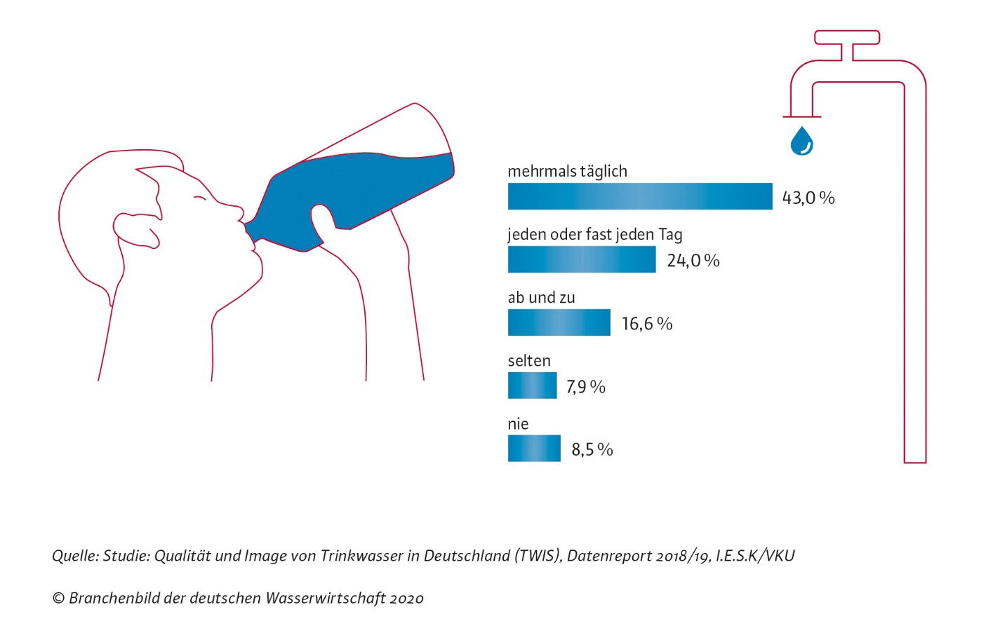 mehrmals täglich
43,0 %
jeden oder fast jeden Tag
24,0 %
ab und zu
16,6 %
selten
7,9 %
nie
8,5 %
Quelle: Studie: Qualität und Image von Trinkwasser in Deutschland (TWIS), Datenreport 2018/19, I.E.S.K/VKU
© Branchenbild der deutschen Wasserwirtschaft 2020